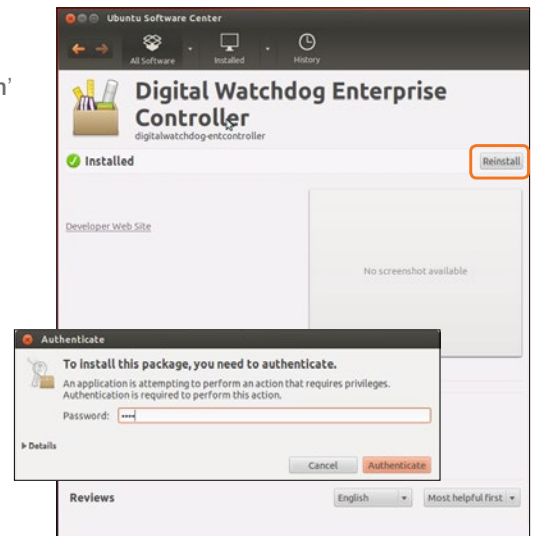 n'
Ubuntu Software Center
All Software
Installed
History
Digital Watchdog Enterprise
Controller
digitalwatchdog-entcontroller
Installed
Reinstall
Developer Web Site
No screenshot available
Authenticate
To install this package, you need to authenticate.
An application is attempting to perform an action that requires privileges.
Authentication is required to perform this action.
Password: ••••
Details
Cancel
Authenticate
Reviews
English
Most helpful first